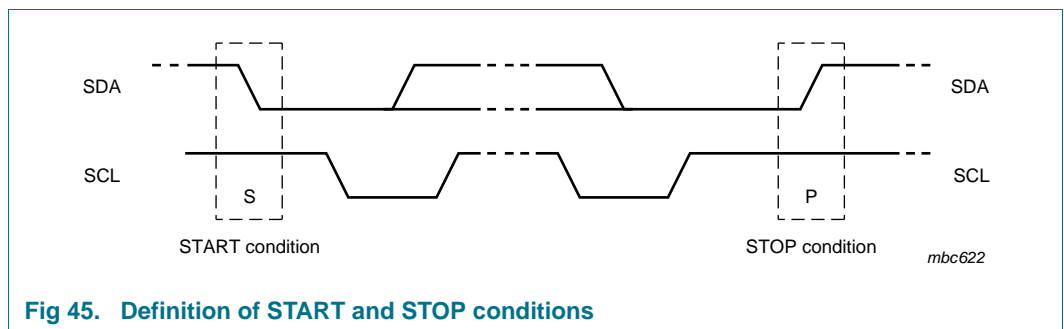 SDA SDA
SCL SCL
S P
START condition STOP condition
mbc622
Fig 45. Definition of START and STOP conditions